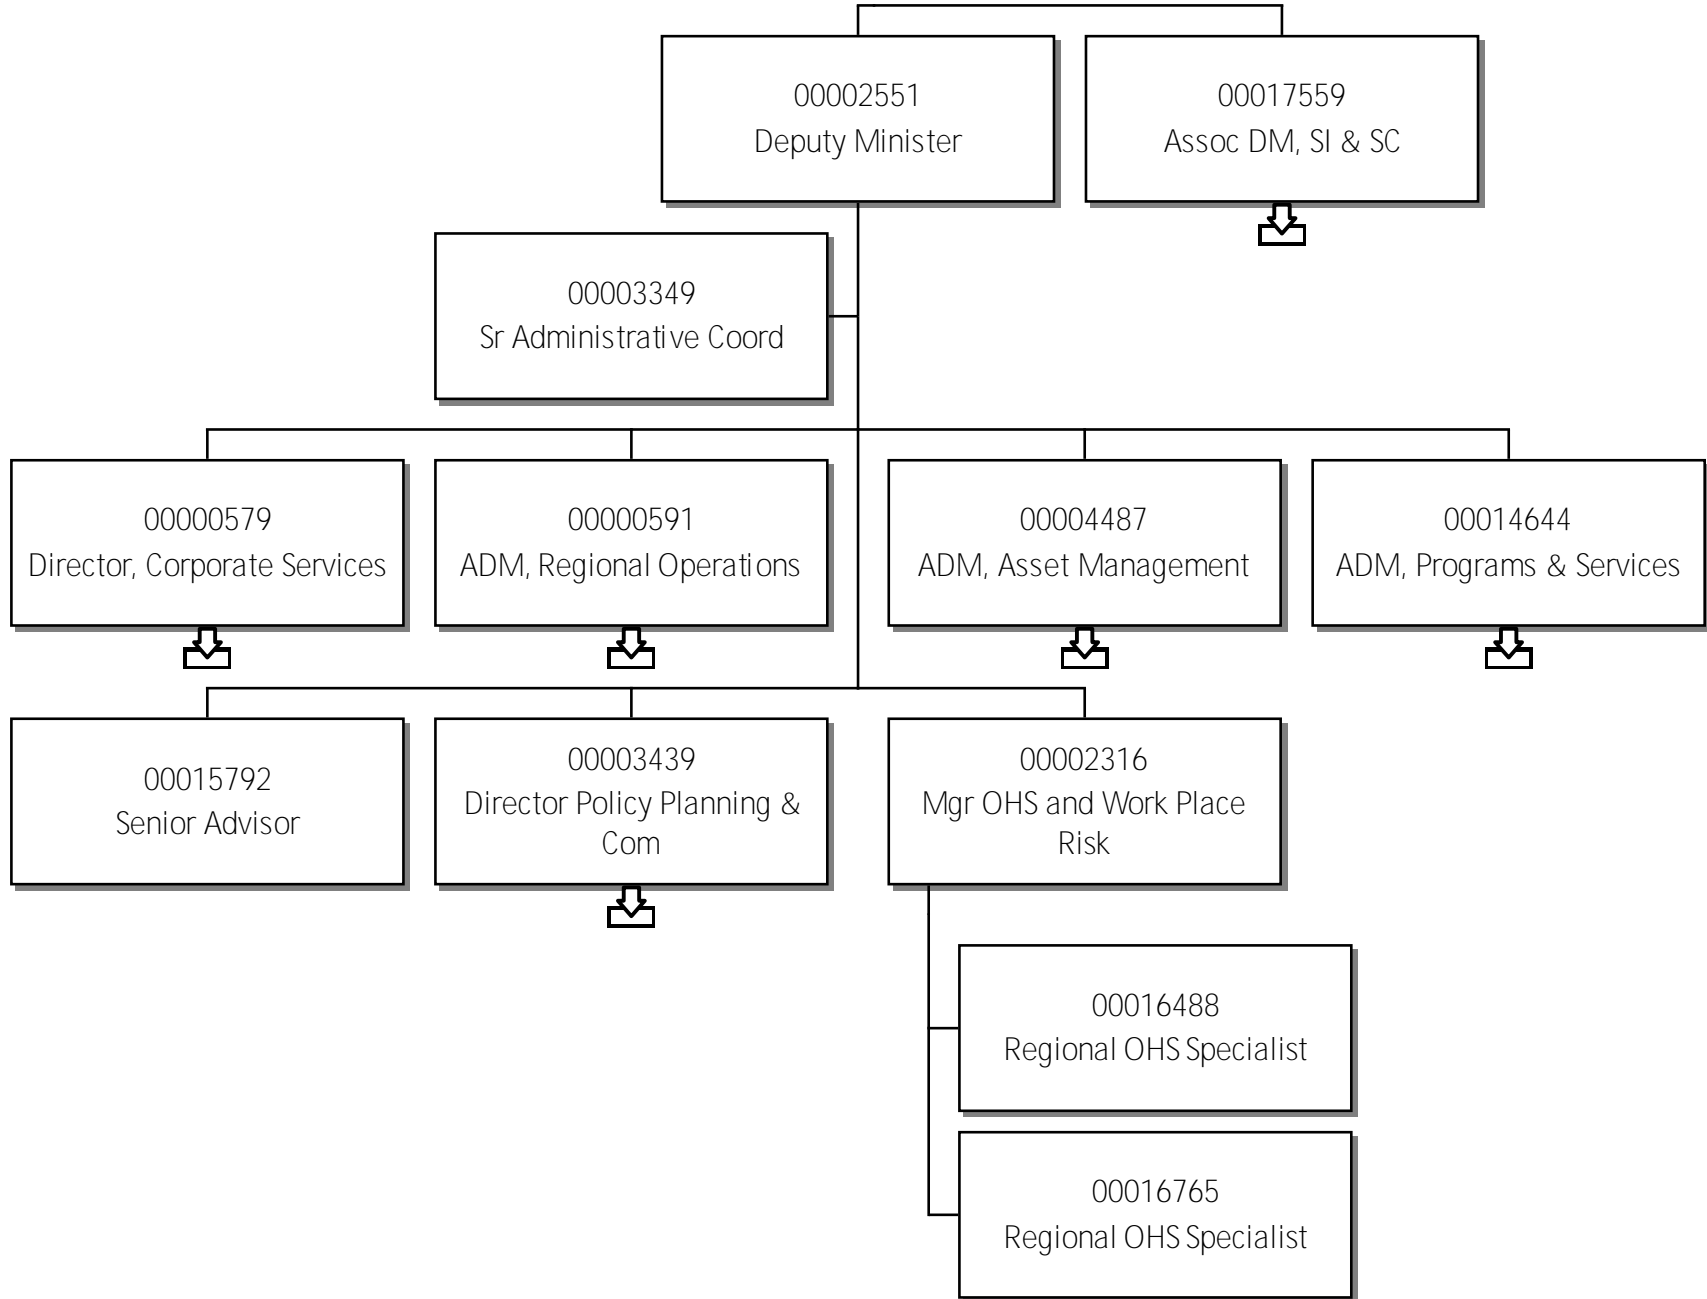 00002551
Deputy Minister
00017559
Assoc DM, SI & SC
00003349
Sr Administrative Coord
00000579
Director, Corporate Services
00000591
ADM, Regional Operations
00004487
ADM, Asset Management
00014644
ADM, Programs & Services
00015792
Senior Advisor
00003439
Director Policy Planning &
Com
00002316
Mgr OHS and Work Place
Risk
00016488
Regional OHS Specialist
00016765
Regional OHS Specialist